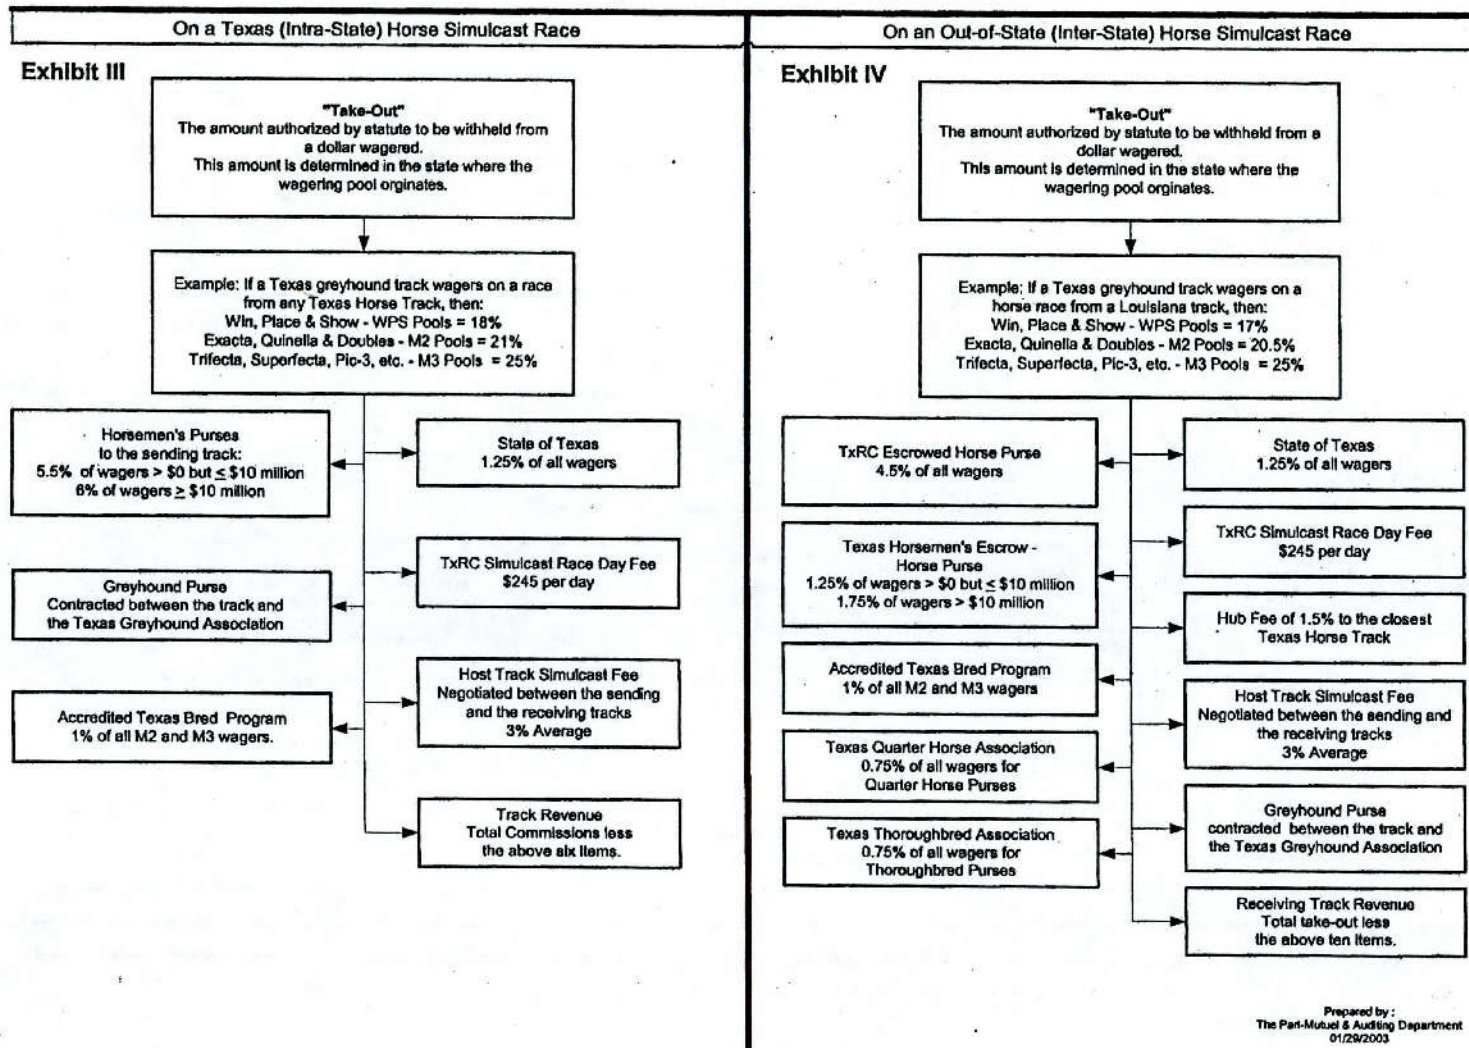 On a Texas (Intra-State) Horse Simulcast Race
Exhibit III
"Take-Out"
The amount authorized by statute to be withheld from
a dollar wagered.
This amount is determined in the state where the
wagering pool orginates.
Example: If a Texas greyhound track wagers on a race
from any Texas Horse Track, then:
Win, Place & Show - WPS Pools = 18%
Exacta, Quinella & Doubles - M2 Pools = 21%
Trifecta, Superfecta, Pic-3, etc. - M3 Pools = 25%
Horsemen's Purses
to the sending track:
5.5% of wagers > $0 but ≤ $10 million
6% of wagers ≥ $10 million
State of Texas
1.25% of all wagers
TxRC Simulcast Race Day Fee
$245 per day
Greyhound Purse
Contracted between the track and
the Texas Greyhound Association
Host Track Simulcast Fee
Negotiated between the sending
and the receiving tracks
3% Average
Accredited Texas Bred Program
1% of all M2 and M3 wagers.
Track Revenue
Total Commissions less
the above six items.
On an Out-of-State (Inter-State) Horse Simulcast Race
Exhibit IV
"Take-Out"
The amount authorized by statute to be withheld from a
dollar wagered.
This amount is determined in the state where the
wagering pool orginates.
Example: If a Texas greyhound track wagers on a
horse race from a Louisiana track, then:
Win, Place & Show - WPS Pools = 17%
Exacta, Quinella & Doubles - M2 Pools = 20.5%
Trifecta, Superfecta, Pic-3, etc. - M3 Pools = 25%
TxRC Escrowed Horse Purse
4.5% of all wagers
State of Texas
1.25% of all wagers
Texas Horsemen's Escrow -
Horse Purse
1.25% of wagers > $0 but ≤ $10 million
1.75% of wagers > $10 million
TxRC Simulcast Race Day Fee
$245 per day
Hub Fee of 1.5% to the closest
Texas Horse Track
Accredited Texas Bred Program
1% of all M2 and M3 wagers
Host Track Simulcast Fee
Negotiated between the sending and
the receiving tracks
3% Average
Texas Quarter Horse Association
0.75% of all wagers for
Quarter Horse Purses
Greyhound Purse
contracted between the track and
the Texas Greyhound Association
Texas Thoroughbred Association
0.75% of all wagers for
Thoroughbred Purses
Receiving Track Revenue
Total take-out less
the above ten items.
Prepared by :
The Pari-Mutuel & Auditing Department
01/29/2003